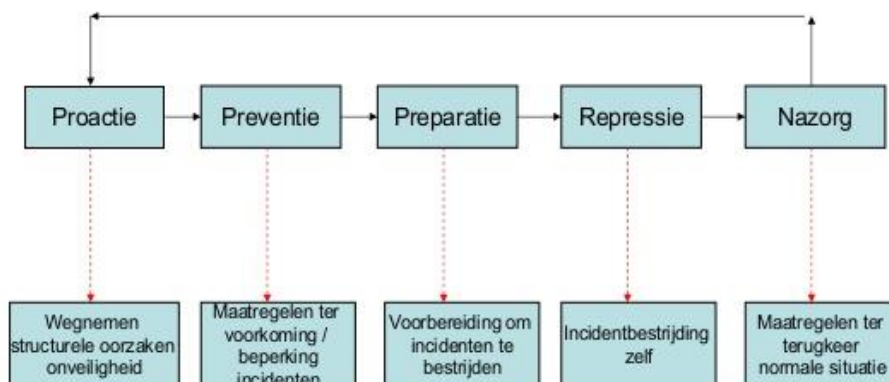 Proactie
Preventie
Preparatie
Repressie
Nazorg
Wegnemen
structurele oorzaken
onveiligheid
Maatregelen ter
voorkoming /
beperking
incidenten
Voorbereiding om
incidenten te
bestrijden
Incidentbestrijding
zelf
Maatregelen ter
terugkeer
normale situatie